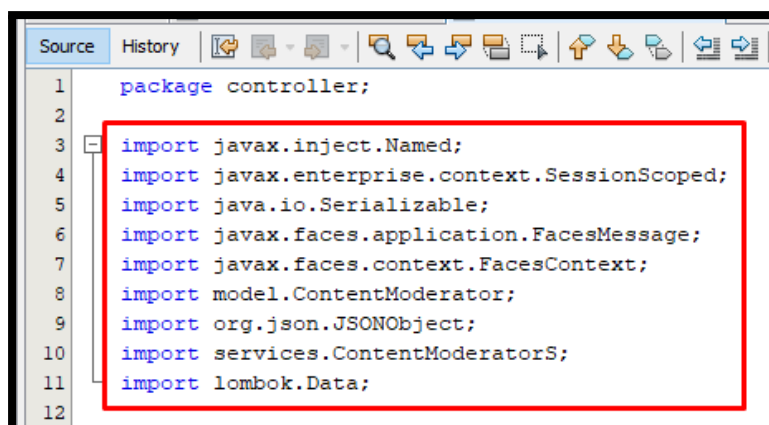 Source History
1 package controller;
2
3 import javax.inject.Named;
4 import javax.enterprise.context.SessionScoped;
5 import java.io.Serializable;
6 import javax.faces.application.FacesMessage;
7 import javax.faces.context.FacesContext;
8 import model.ContentModerator;
9 import org.json.JSONObject;
10 import services.ContentModeratorS;
11 import lombok.Data;
12